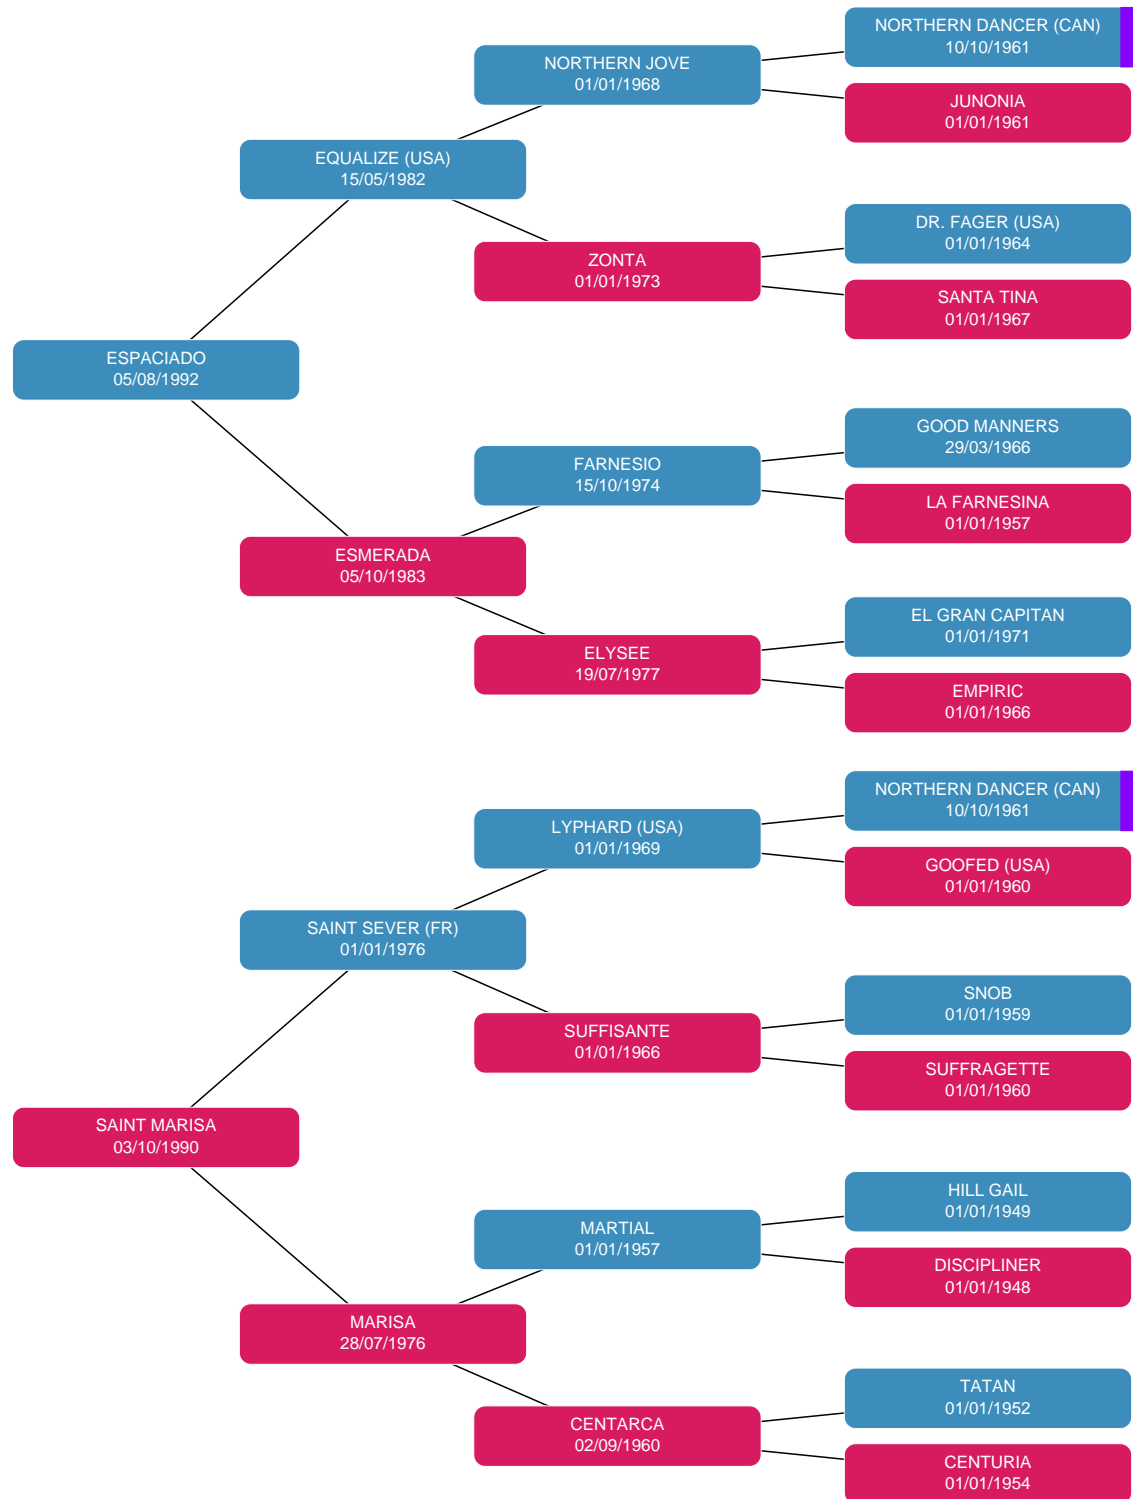 NORTHERN DANCER (CAN)
10/10/1961
NORTHERN JOVE
01/01/1968
JUNONIA
01/01/1961
EQUALIZE (USA)
15/05/1982
DR. FAGER (USA)
01/01/1964
ZONTA
01/01/1973
SANTA TINA
01/01/1967
ESPACIADO
05/08/1992
GOOD MANNERS
29/03/1966
FARNESIO
15/10/1974
LA FARNESINA
01/01/1957
ESMERADA
05/10/1983
EL GRAN CAPITAN
01/01/1971
ELYSEE
19/07/1977
EMPIRIC
01/01/1966
NORTHERN DANCER (CAN)
10/10/1961
LYPHARD (USA)
01/01/1969
GOOFED (USA)
01/01/1960
SAINT SEVER (FR)
01/01/1976
SNOB
01/01/1959
SUFFISANTE
01/01/1966
SUFFRAGETTE
01/01/1960
SAINT MARISA
03/10/1990
HILL GAIL
01/01/1949
MARTIAL
01/01/1957
DISCIPLINER
01/01/1948
MARISA
28/07/1976
TATAN
01/01/1952
CENTARCA
02/09/1960
CENTURIA
01/01/1954